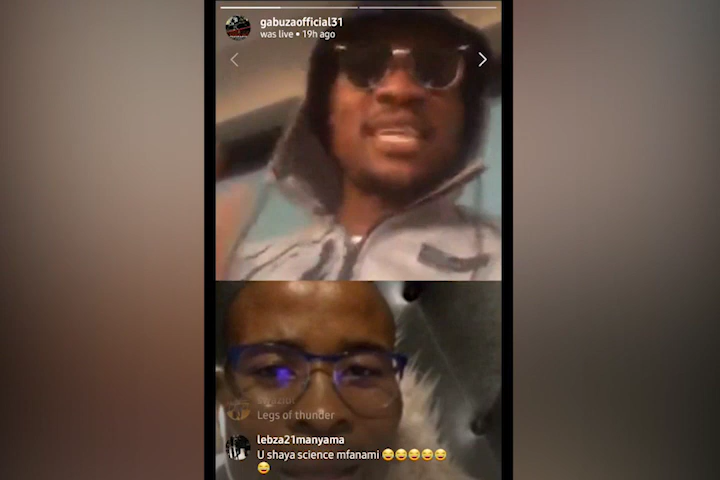 gabuzaofficial31
was live • 19h ago
Legs of thunder
lebza21manyama
U shaya science mfanami 😂😂😂😂😂
😂